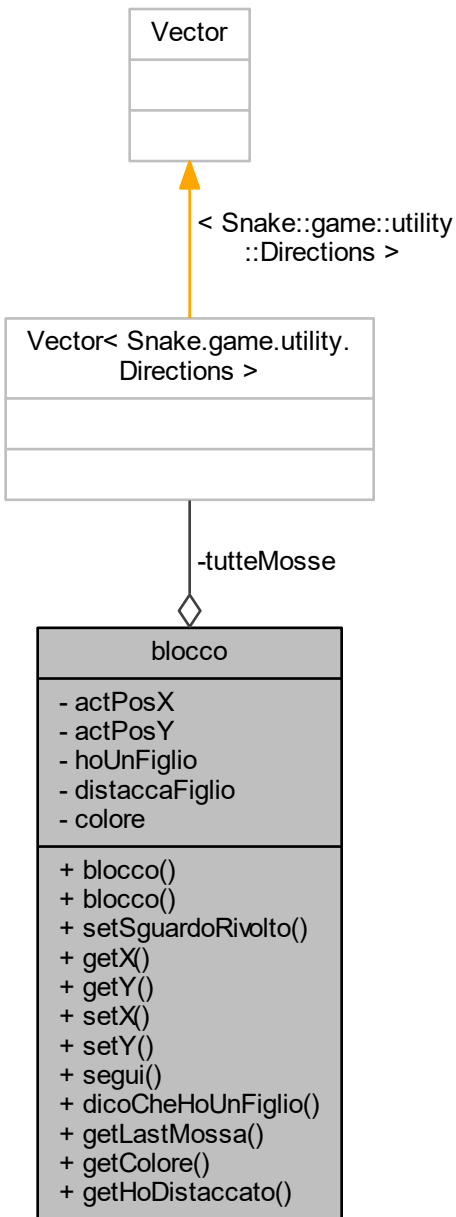 Vector
< Snake::game::utility
::Directions >
Vector< Snake.game.utility.
Directions >
-tutteMosse
blocco
- actPosX
- actPosY
- hoUnFiglio
- distaccaFiglio
- colore
+ blocco()
+ blocco()
+ setSguardoRivolto()
+ getX()
+ getY()
+ setX()
+ setY()
+ segui()
+ dicoCheHoUnFiglio()
+ getLastMossa()
+ getColore()
+ getHoDistaccato()